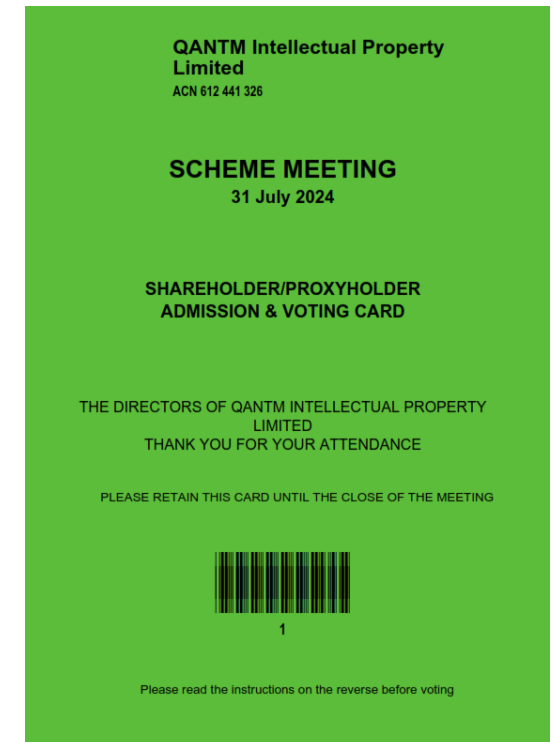 QANTM Intellectual Property
Limited
ACN 612 441 326
SCHEME MEETING
31 July 2024
SHAREHOLDER/PROXYHOLDER
ADMISSION & VOTING CARD
THE DIRECTORS OF QANTM INTELLECTUAL PROPERTY
LIMITED
THANK YOU FOR YOUR ATTENDANCE
PLEASE RETAIN THIS CARD UNTIL THE CLOSE OF THE MEETING
1
Please read the instructions on the reverse before voting